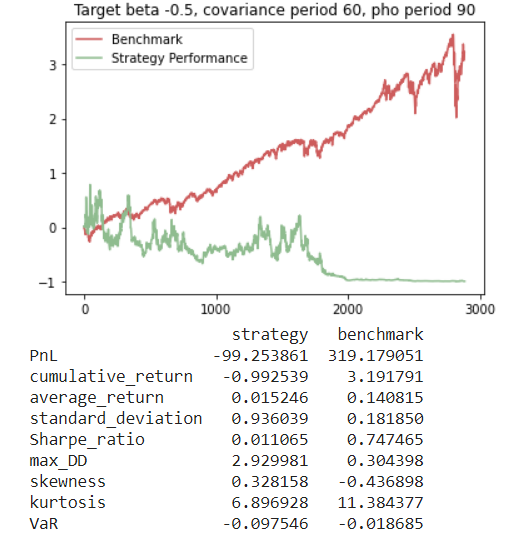 Target beta -0.5, covariance period 60, pho period 90
Benchmark
Strategy Performance
3
2
1
0
−1
0
1000
2000
3000
strategy benchmark
PnL -99.253861 319.179051
cumulative_return -0.992539 3.191791
average_return 0.015246 0.140815
standard_deviation 0.936039 0.181850
Sharpe_ratio 0.011065 0.747465
max_DD 2.929981 0.304398
skewness 0.328158 -0.436898
kurtosis 6.896928 11.384377
VaR -0.097546 -0.018685